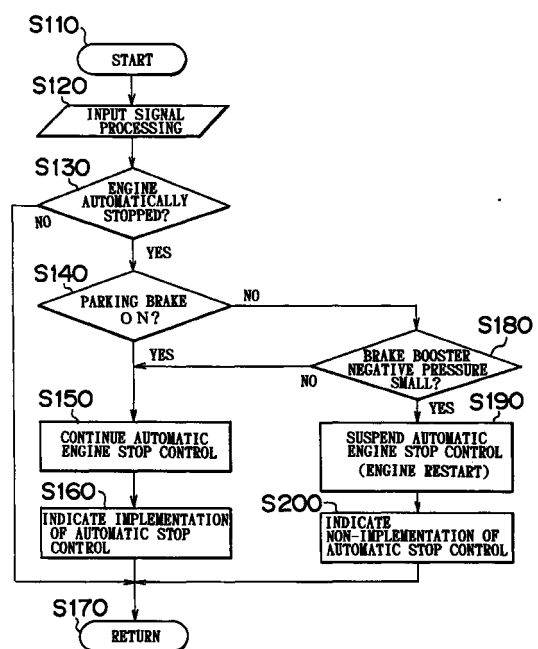 S110
START
S120
INPUT SIGNAL
PROCESSING
S130
ENGINE
AUTOMATICALLY
STOPPED?
NO
YES
S140
PARKING BRAKE
ON?
NO
YES
S180
BRAKE BOOSTER
NEGATIVE PRESSURE
SMALL?
NO
YES
S150
CONTINUE AUTOMATIC
ENGINE STOP CONTROL
S190
SUSPEND AUTOMATIC
ENGINE STOP CONTROL
(ENGINE RESTART)
S160
INDICATE IMPLEMENTATION
OF AUTOMATIC STOP
CONTROL
S200
INDICATE
NON-IMPLEMENTATION OF
AUTOMATIC STOP CONTROL
S170
RETURN